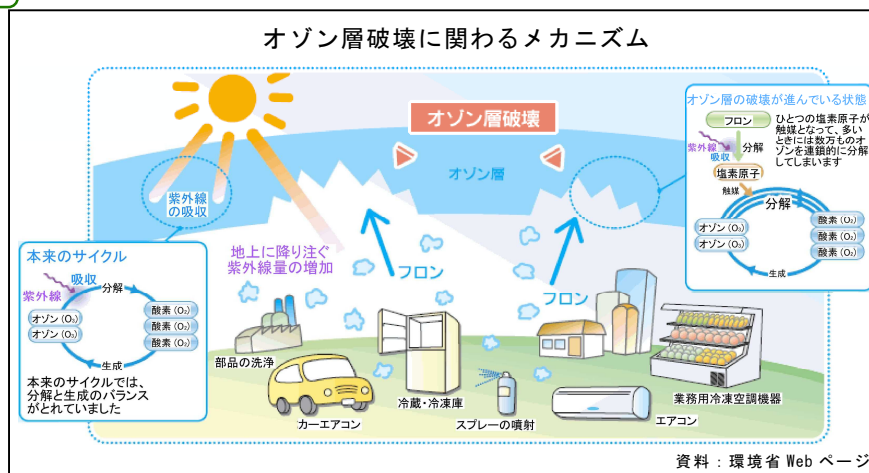 オゾン層破壊に関わるメカニズム
オゾン層破壊
オゾン層
紫外線
の吸収
地上に降り注ぐ
紫外線量の増加
フロン
フロン
本来のサイクル
吸収
紫外線
分解
オゾン(O₃)
オゾン(O₃)
酸素(O₂)
酸素(O₂)
酸素(O₂)
生成
本来のサイクルでは、
分解と生成のバランス
がとれていました
オゾン層の破壊が進んでいる状態
フロン
ひとつの塩素原子が
触媒となって、多い
ときには数万ものオ
ゾンを連鎖的に分解
してしまいます
紫外線
吸収
分解
塩素原子
触媒
分解
オゾン(O₃)
オゾン(O₃)
酸素(O₂)
酸素(O₂)
酸素(O₂)
生成
部品の洗浄
カーエアコン
冷蔵・冷凍庫
スプレーの噴射
エアコン
業務用冷凍空調機器
資料：環境省 Web ページ